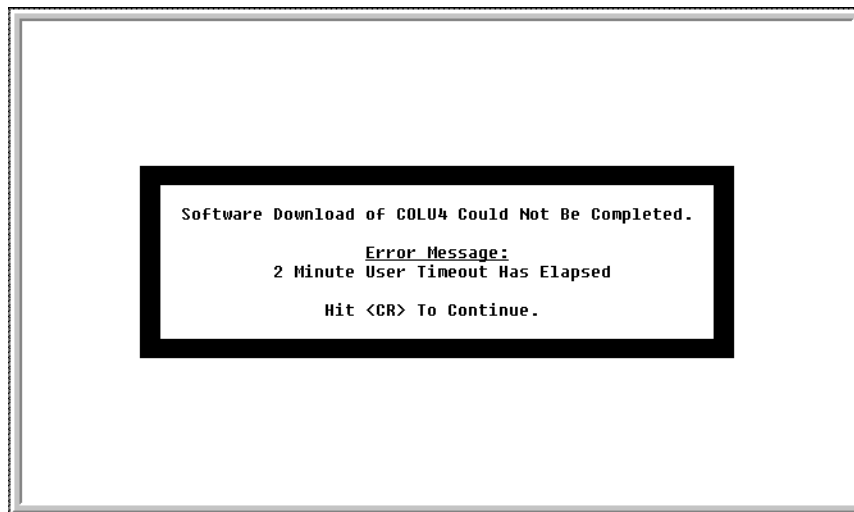 Software Download of COLU4 Could Not Be Completed.
Error Message:
2 Minute User Timeout Has Elapsed
Hit <CR> To Continue.